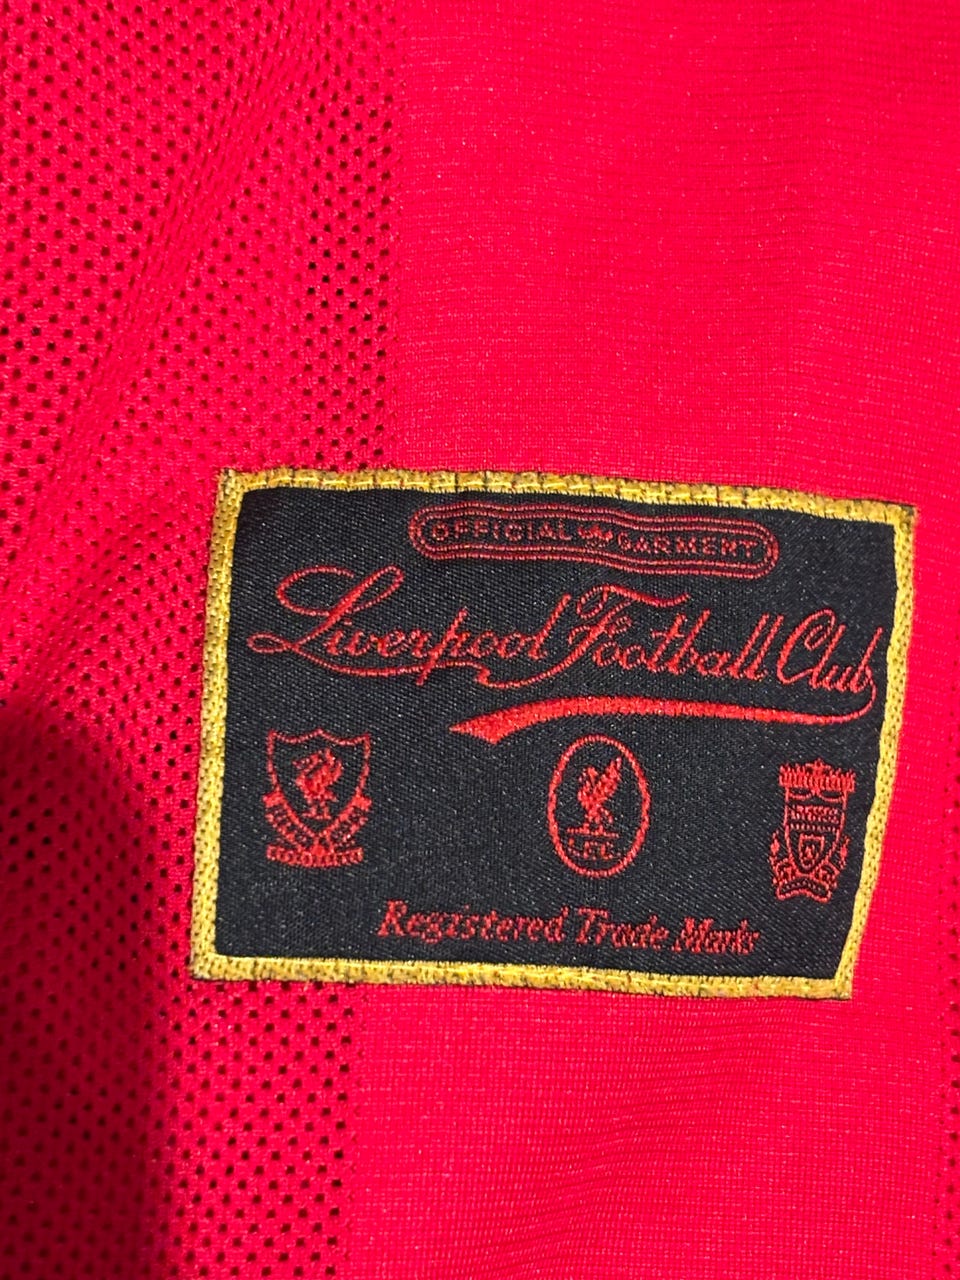 OFFICIAL GARMENT
Liverpool Football Club
L.F.C.
Registered Trade Marks